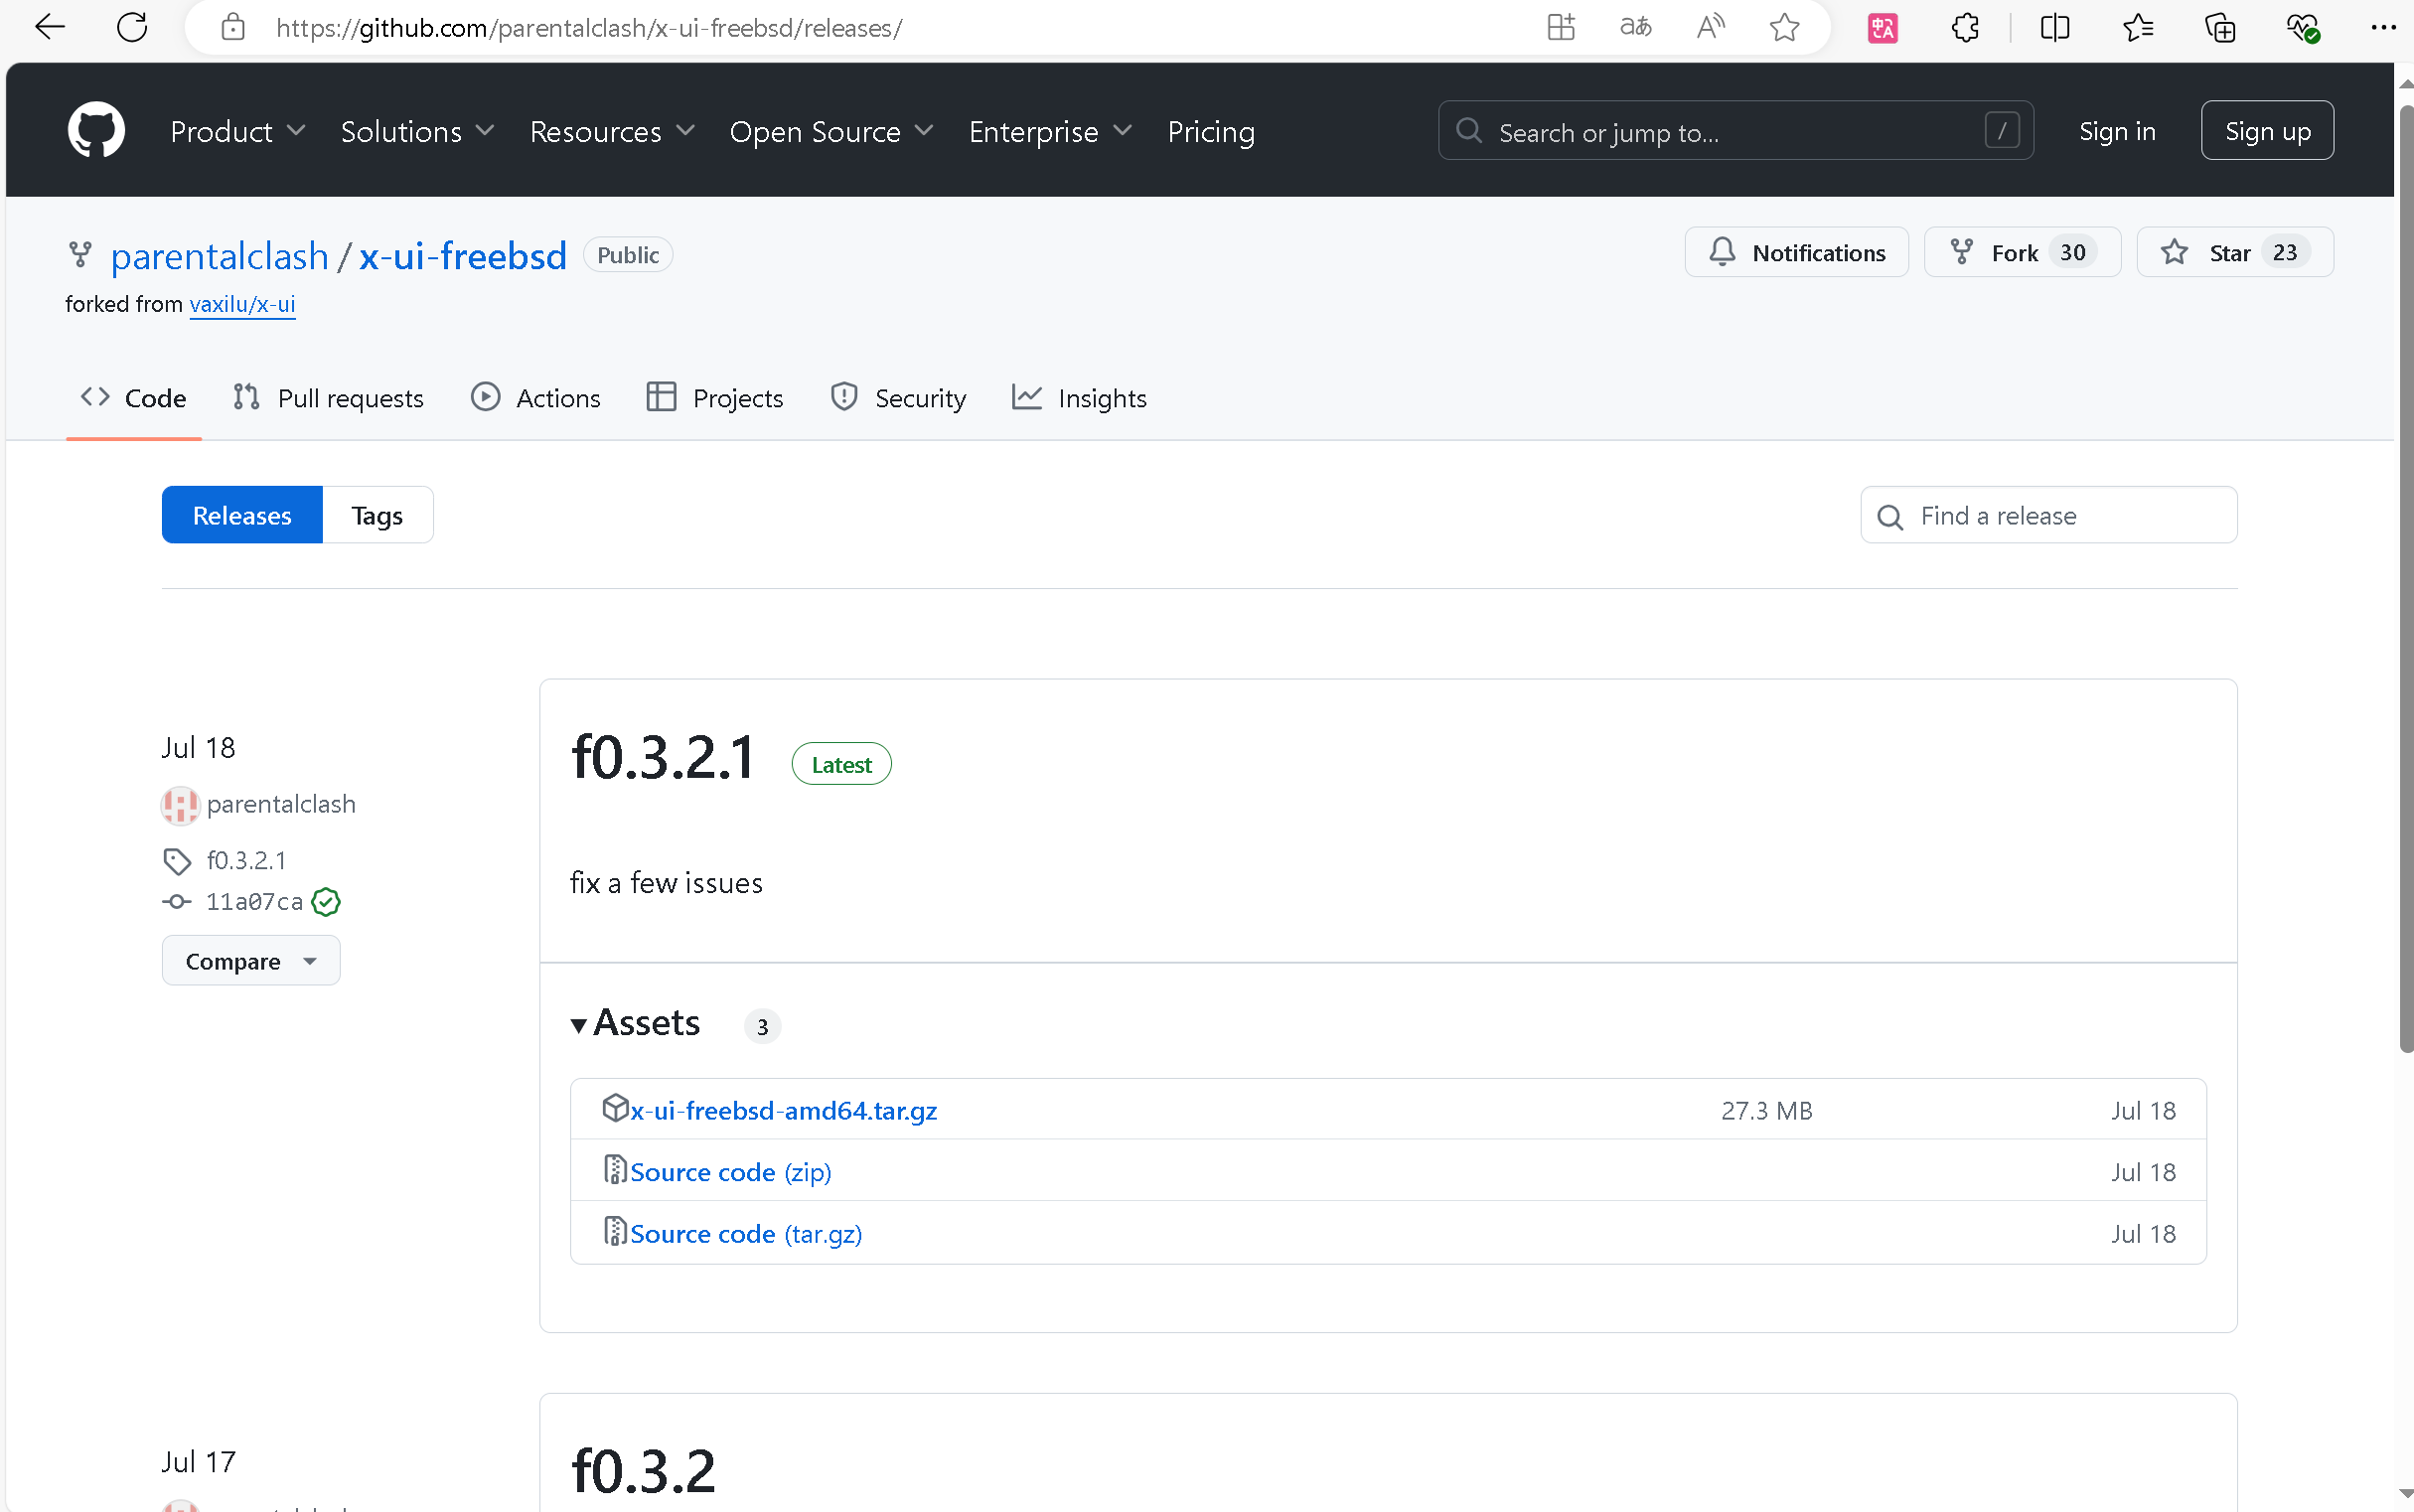 https://github.com/parentalclash/x-ui-freebsd/releases/
Product Solutions Resources Open Source Enterprise Pricing Search or jump to... / Sign in Sign up
parentalclash / x-ui-freebsd Public Notifications Fork 30 Star 23
forked from vaxilu/x-ui
Code Pull requests Actions Projects Security Insights
Releases Tags Find a release
Jul 18
parentalclash
f0.3.2.1
11a07ca
Compare
f0.3.2.1 Latest
fix a few issues
Assets 3
x-ui-freebsd-amd64.tar.gz 27.3 MB Jul 18
Source code (zip) Jul 18
Source code (tar.gz) Jul 18
Jul 17
f0.3.2